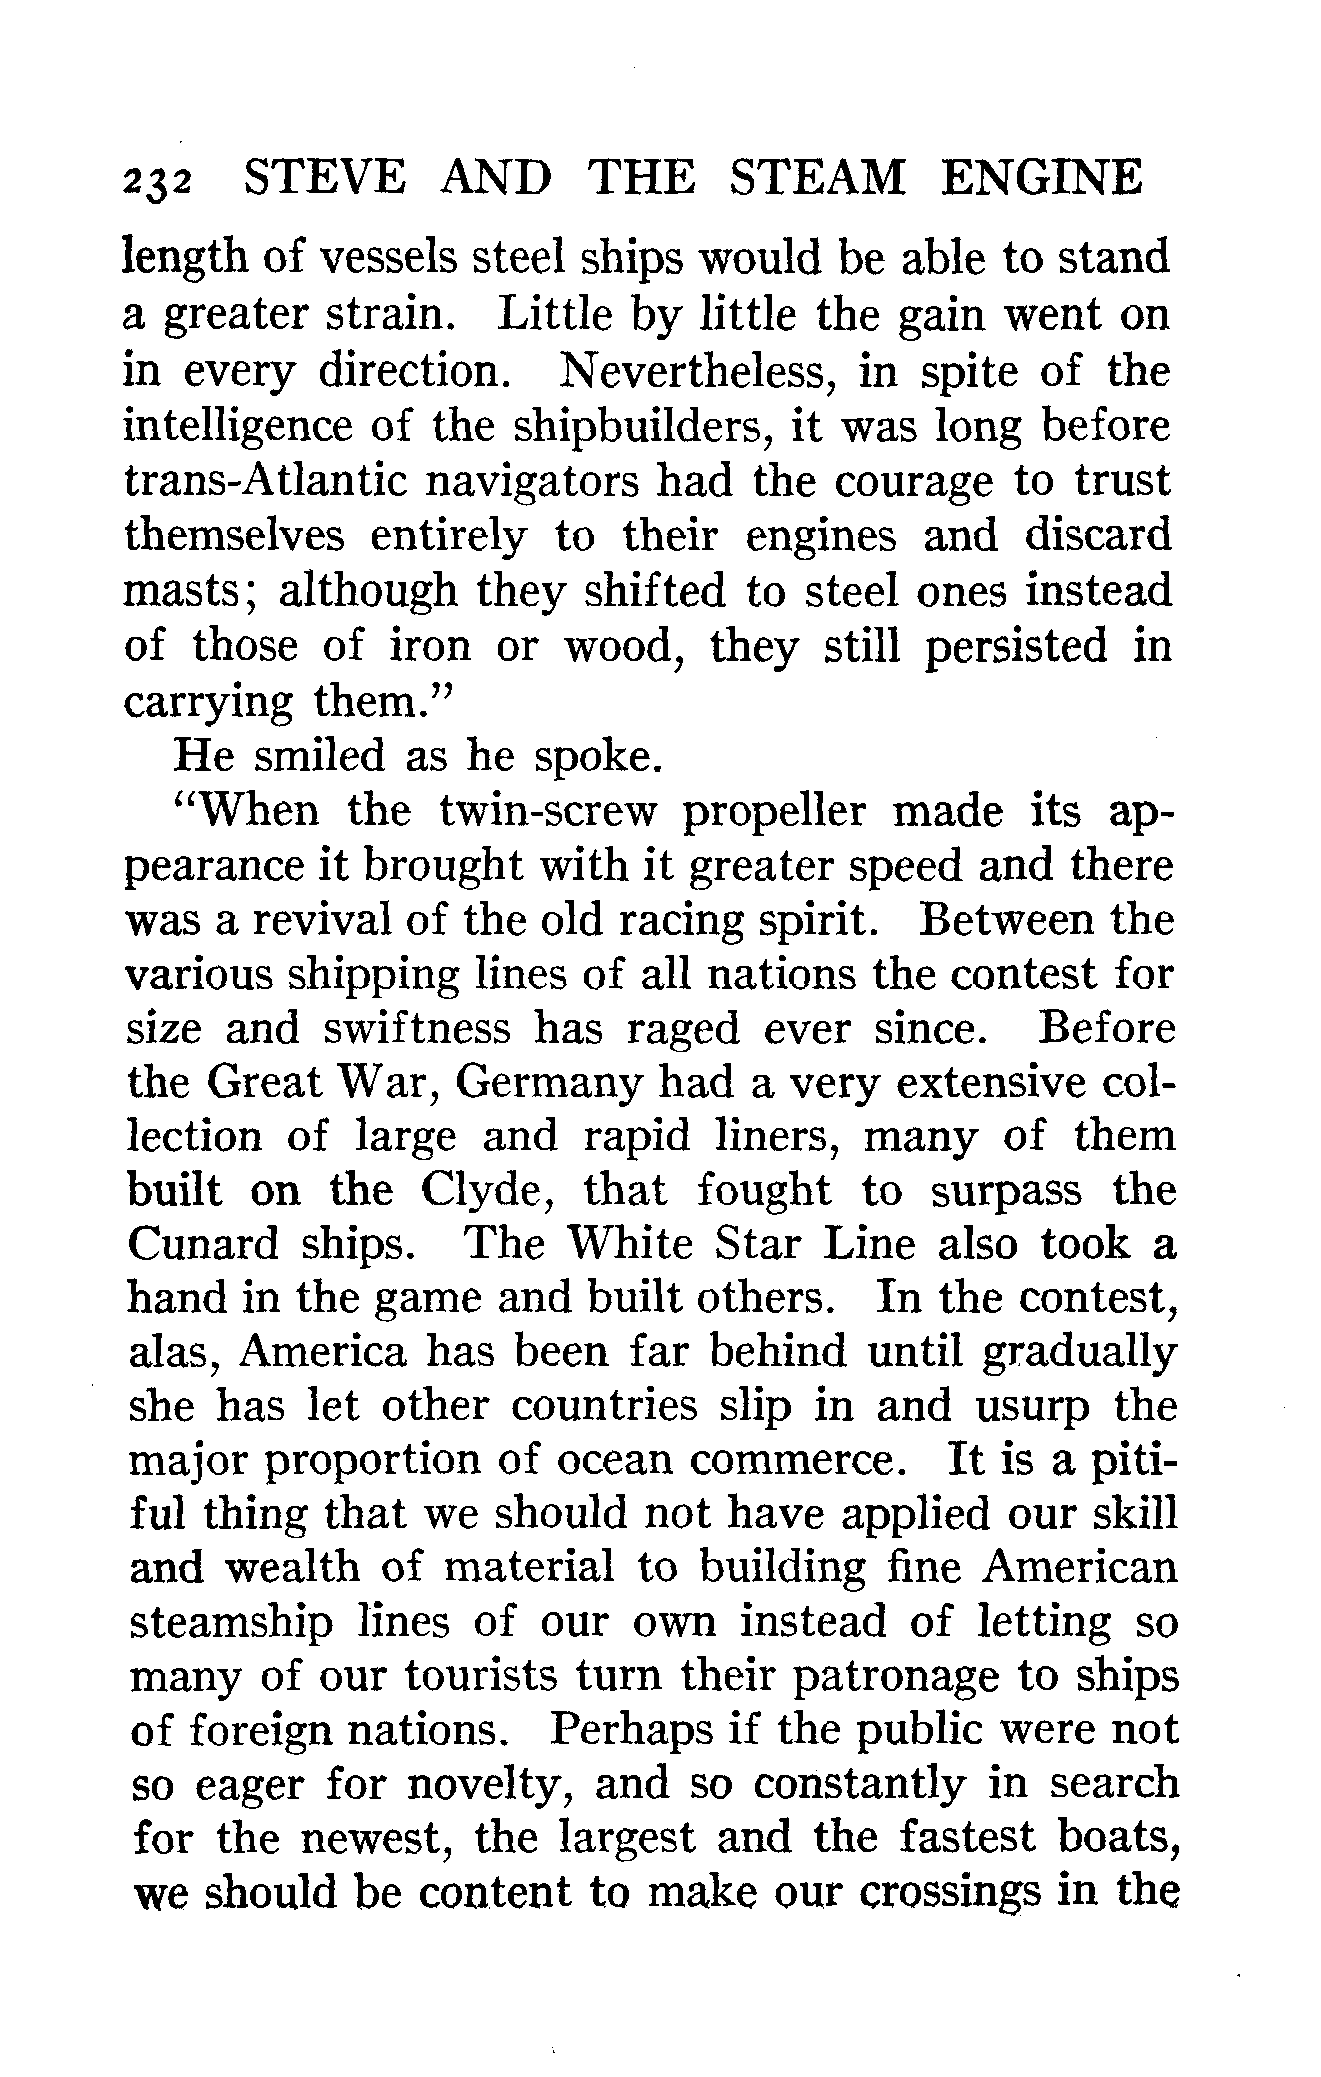 232 STEVE AND THE STEAM ENGINE
length of vessels steel ships would be able to stand
a greater strain. Little by little the gain went on
in every direction. Nevertheless, in spite of the
intelligence of the shipbuilders, it was long before
trans-Atlantic navigators had the courage to trust
themselves entirely to their engines and discard
masts; although they shifted to steel ones instead
of those of iron or wood, they still persisted in
carrying them.”
He smiled as he spoke.
“When the twin-screw propeller made its ap-
pearance it brought with it greater speed and there
was a revival of the old racing spirit. Between the
various shipping lines of all nations the contest for
size and swiftness has raged ever since. Before
the Great War, Germany had a very extensive col-
lection of large and rapid liners, many of them
built on the Clyde, that fought to surpass the
Cunard ships. The White Star Line also took a
hand in the game and built others. In the contest,
alas, America has been far behind until gradually
she has let other countries slip in and usurp the
major proportion of ocean commerce. It is a piti-
ful thing that we should not have applied our skill
and wealth of material to building fine American
steamship lines of our own instead of letting so
many of our tourists turn their patronage to ships
of foreign nations. Perhaps if the public were not
so eager for novelty, and so constantly in search
for the newest, the largest and the fastest boats,
we should be content to make our crossings in the